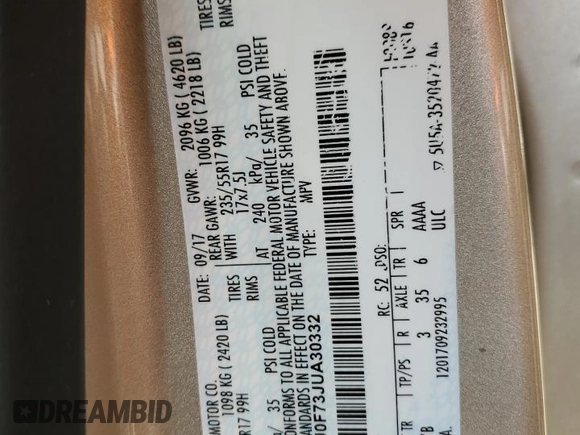 MOTOR CO.
DATE: 09/17 GVWR: 2096 KG ( 4620 LB)
1098 KG ( 2420 LB) REAR GAWR: 1006 KG ( 2218 LB)
R17 99H TIRES WITH 235/55R17 99H TIRES
RIMS 17x7.5J RIMS
35 PSI COLD AT 240 kPa/ 35 PSI COLD
CONFORMS TO ALL APPLICABLE FEDERAL MOTOR VEHICLE SAFETY AND THEFT
STANDARDS IN EFFECT ON THE DATE OF MANUFACTURE SHOWN ABOVE.
0F73JUA30332 TYPE: MPV
RC: 52 DSO:
TR TP/PS R AXLE TR SPR
TB 3 35 6 AAAA
1201709232995 ULC
DREAMBID